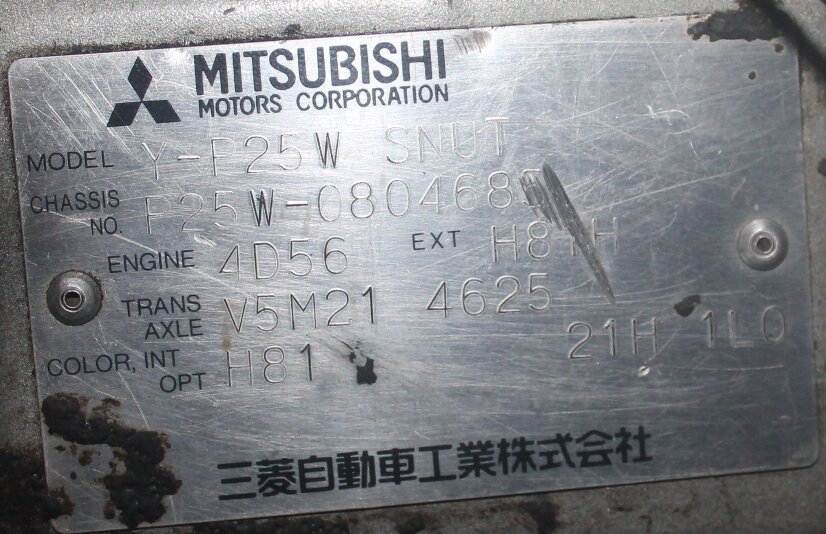 MITSUBISHI
MOTORS CORPORATION
MODEL Y-P25W SNUT
CHASSIS NO. P25W-0804685
ENGINE 4D56 EXT H81H
TRANS AXLE V5M21 4625
COLOR, INT OPT H81 21H 1L0
三菱自動車工業株式会社